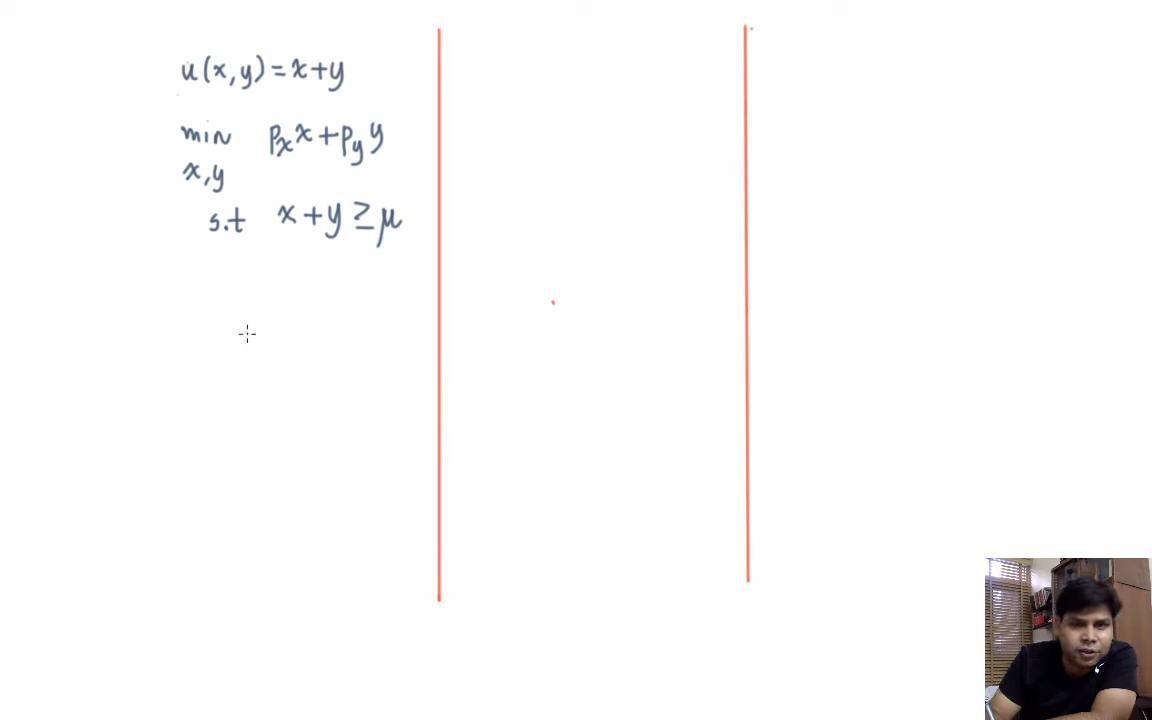 u(x,y)=x+y
min pₓx+p_y y
x,y
s.t x+y≥μ